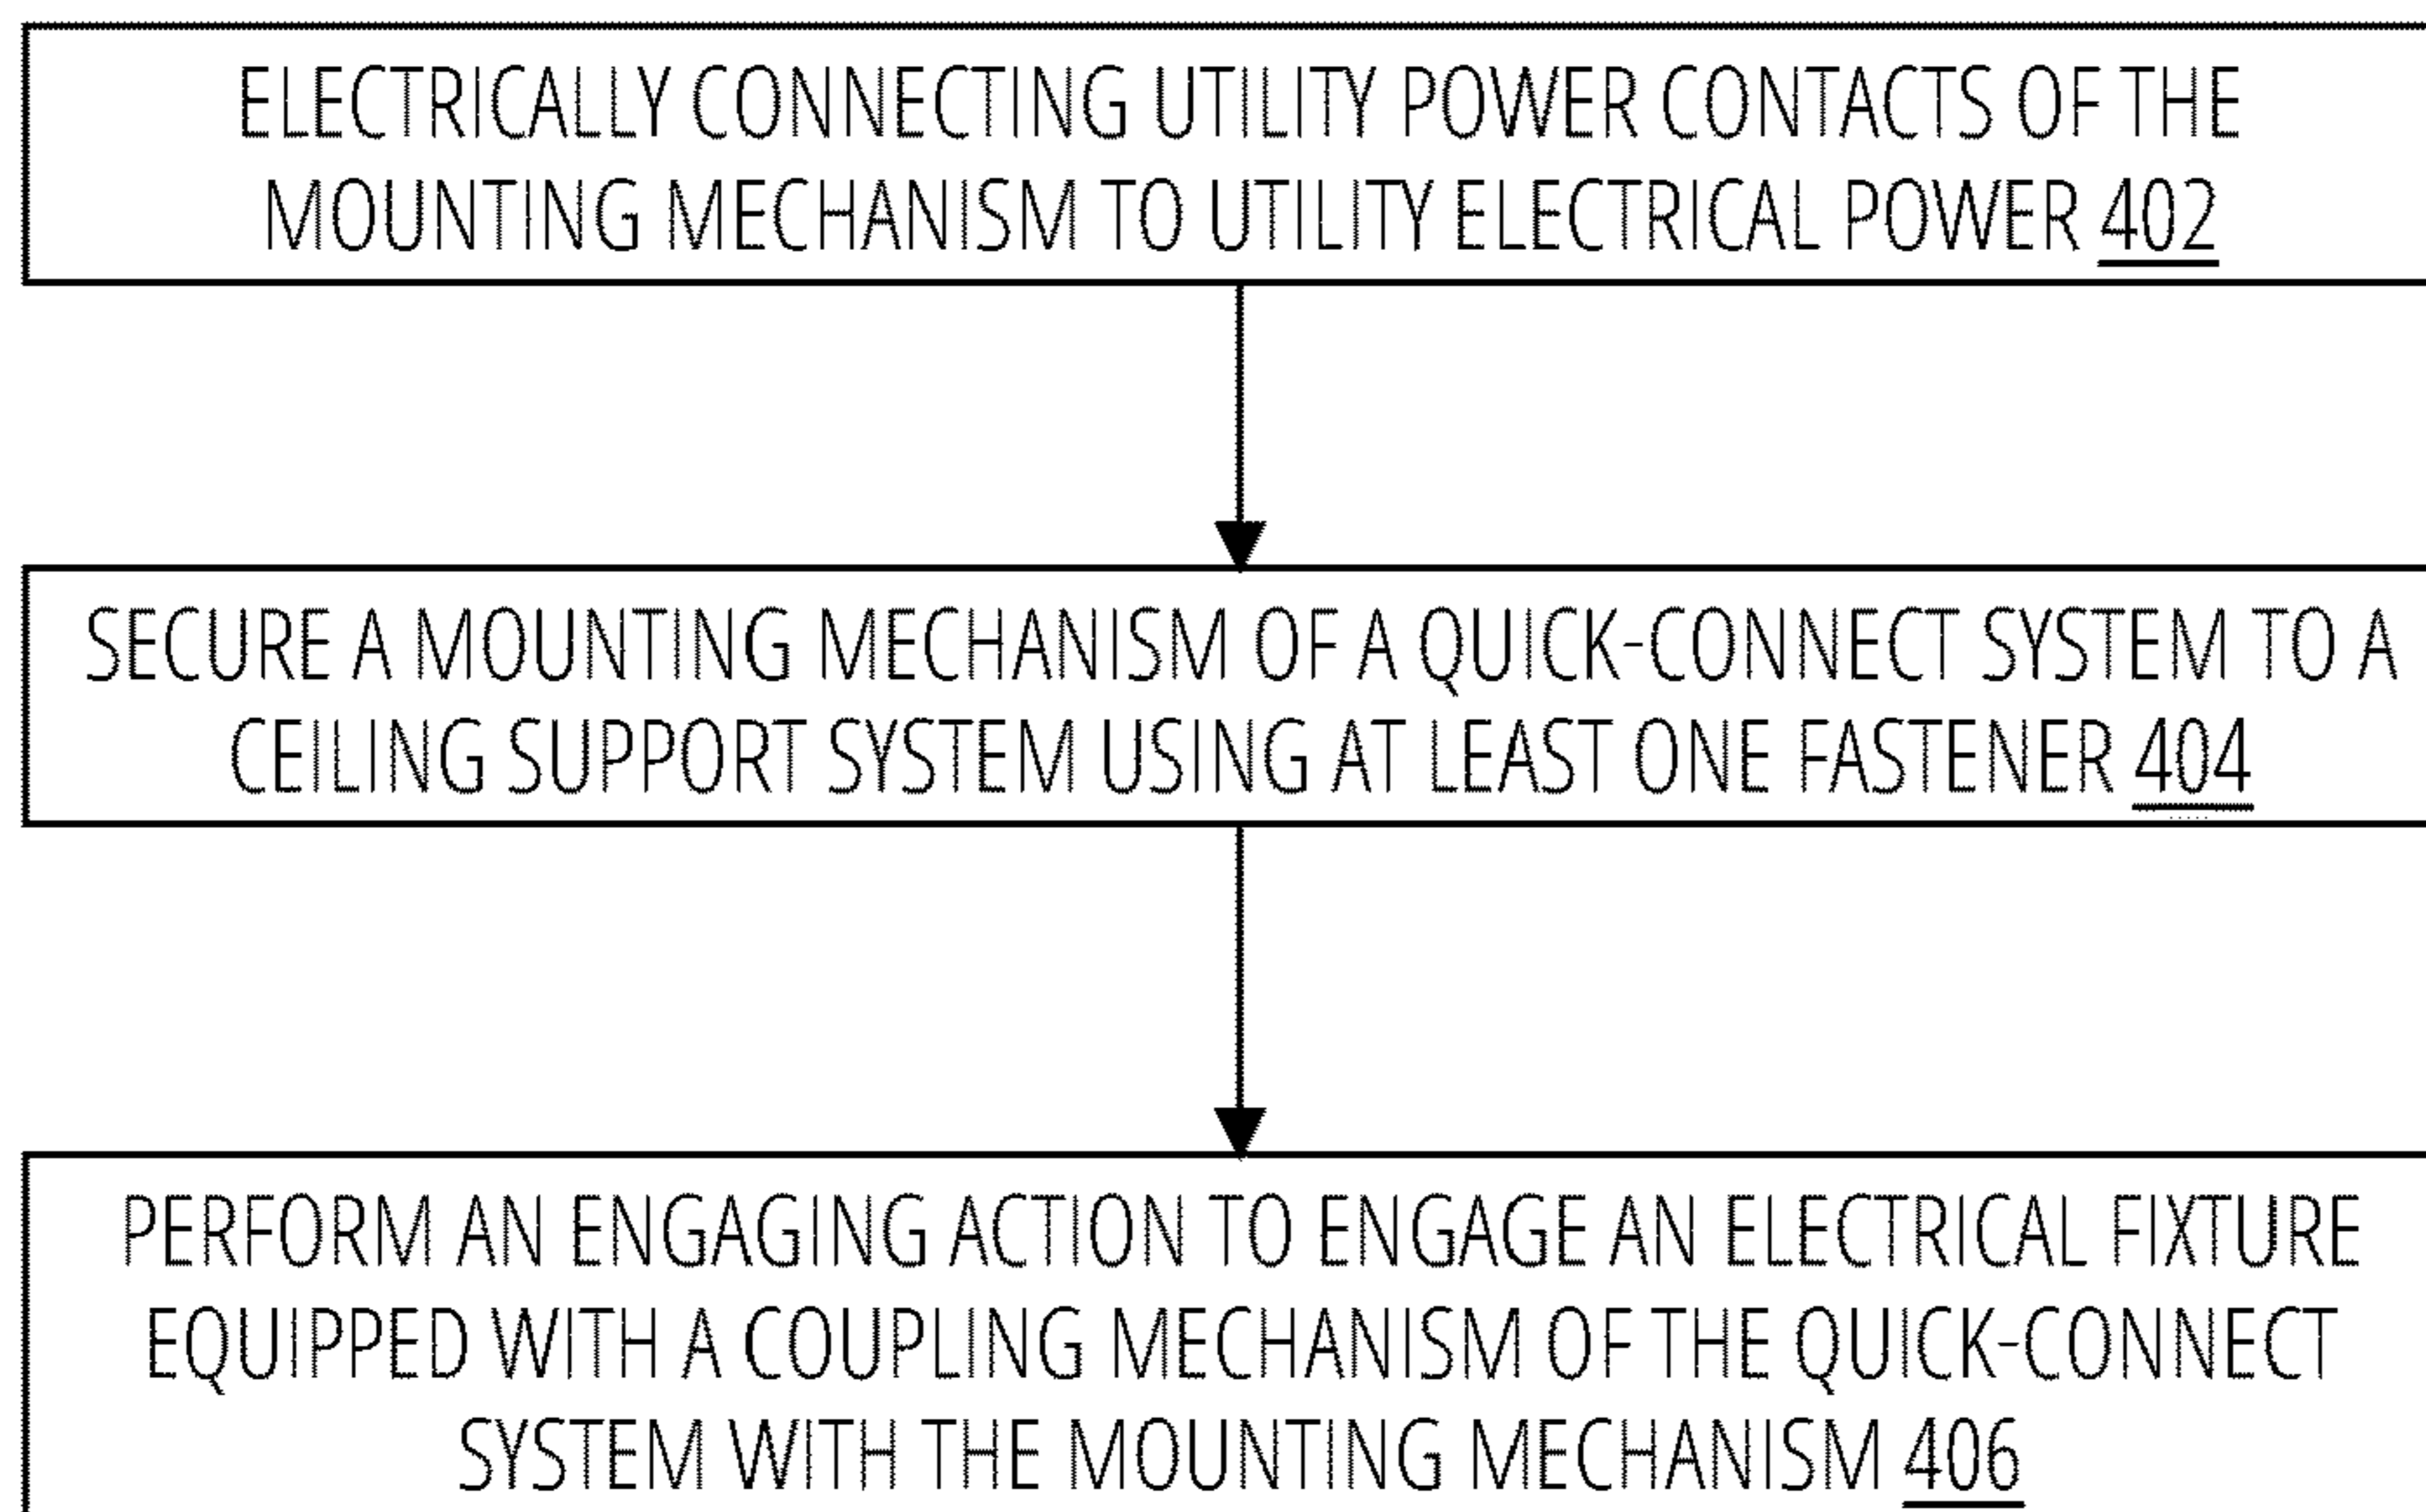 ELECTRICALLY CONNECTING UTILITY POWER CONTACTS OF THE
MOUNTING MECHANISM TO UTILITY ELECTRICAL POWER 402
SECURE A MOUNTING MECHANISM OF A QUICK-CONNECT SYSTEM TO A
CEILING SUPPORT SYSTEM USING AT LEAST ONE FASTENER 404
PERFORM AN ENGAGING ACTION TO ENGAGE AN ELECTRICAL FIXTURE
EQUIPPED WITH A COUPLING MECHANISM OF THE QUICK-CONNECT
SYSTEM WITH THE MOUNTING MECHANISM 406